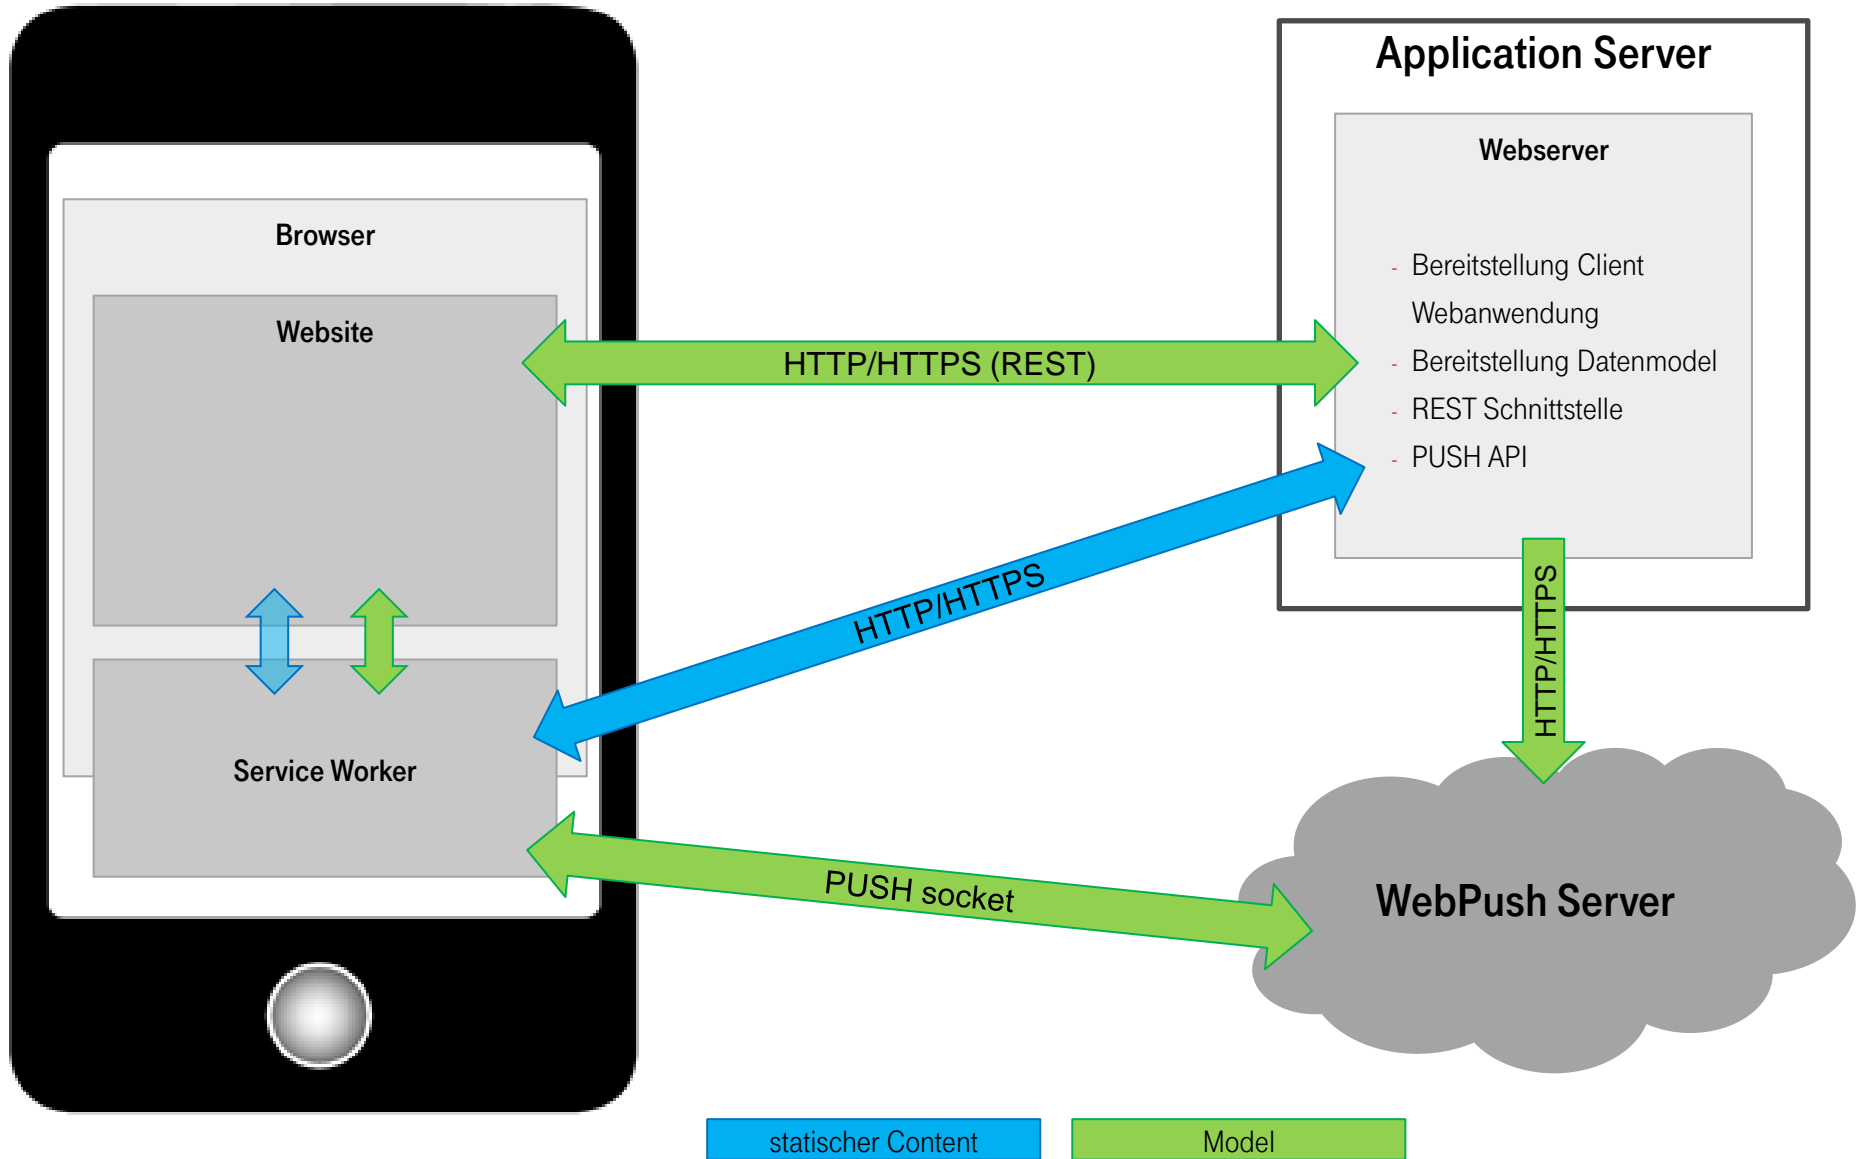 Application Server
Webserver
- Bereitstellung Client
Webanwendung
- Bereitstellung Datenmodel
- REST Schnittstelle
- PUSH API
Browser
Website
HTTP/HTTPS (REST)
HTTP/HTTPS
HTTP/HTTPS
Service Worker
PUSH socket
WebPush Server
statischer Content
Model